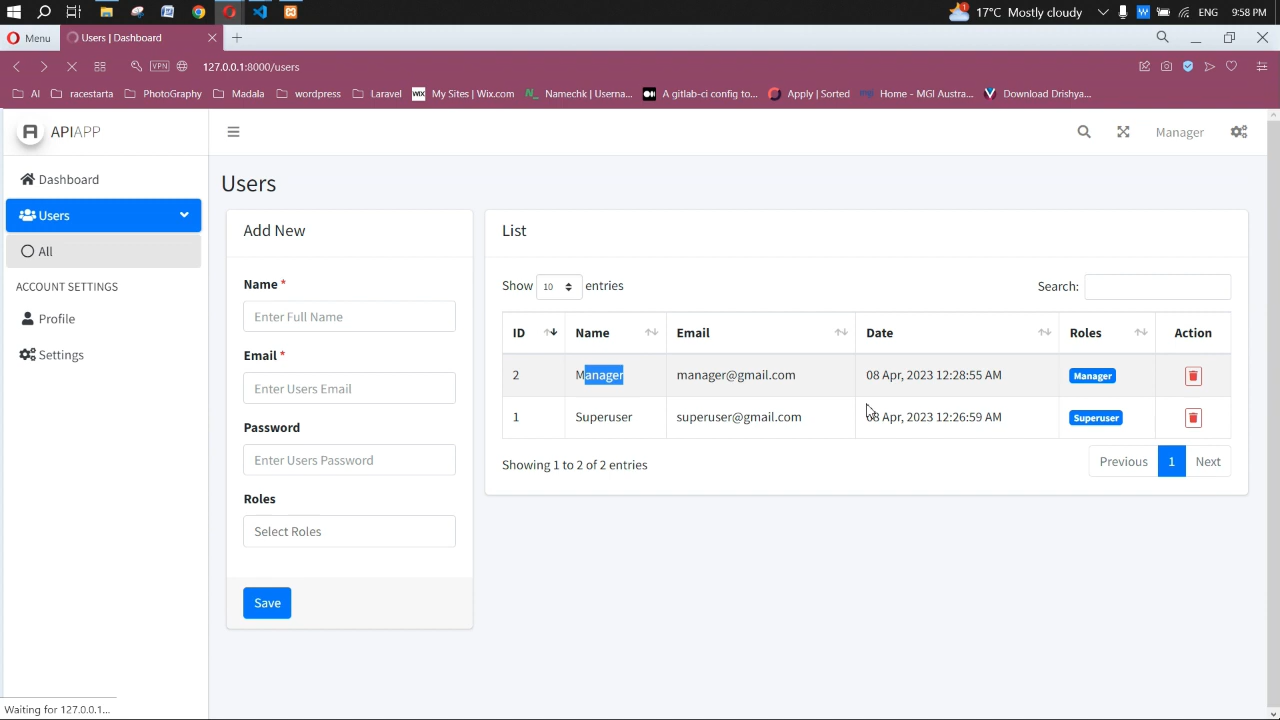 17°C Mostly cloudy ENG 9:58 PM
Menu Users | Dashboard
VPN 127.0.0.1:8000/users
AI racestarta PhotoGraphy Madala wordpress Laravel My Sites | Wix.com Namechk | Userna... A gitlab-ci config to... Apply | Sorted Home - MGI Austra... Download Drishya...
A APIAPP
Manager
Dashboard
Users
All
ACCOUNT SETTINGS
Profile
Settings
Users
Add New
Name *
Enter Full Name
Email *
Enter Users Email
Password
Enter Users Password
Roles
Select Roles
Save
List
Show 10 entries Search:
ID Name Email Date Roles Action
2 Manager manager@gmail.com 08 Apr, 2023 12:28:55 AM Manager
1 Superuser superuser@gmail.com 08 Apr, 2023 12:26:59 AM Superuser
Showing 1 to 2 of 2 entries Previous 1 Next
Waiting for 127.0.0.1...